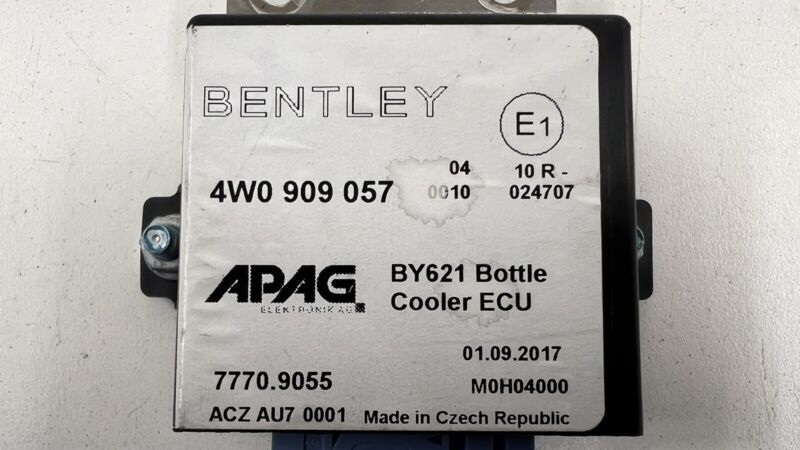 BENTLEY
E1
4W0 909 057
04
0010
10 R -
024707
APAG
ELEKTRONIK AG
BY621 Bottle
Cooler ECU
01.09.2017
7770.9055
M0H04000
ACZ AU7 0001
Made in Czech Republic